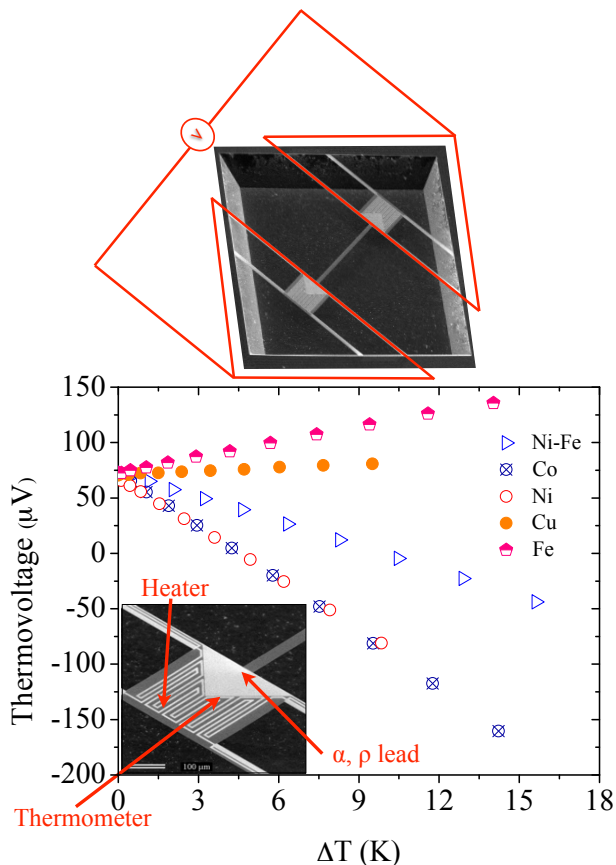 V
150
100
50
0
-50
-100
-150
-200
Thermovoltage (μV)
Ni-Fe
Co
Ni
Cu
Fe
Heater
α, ρ lead
100 μm
Thermometer
0
3
6
9
12
15
18
ΔT (K)